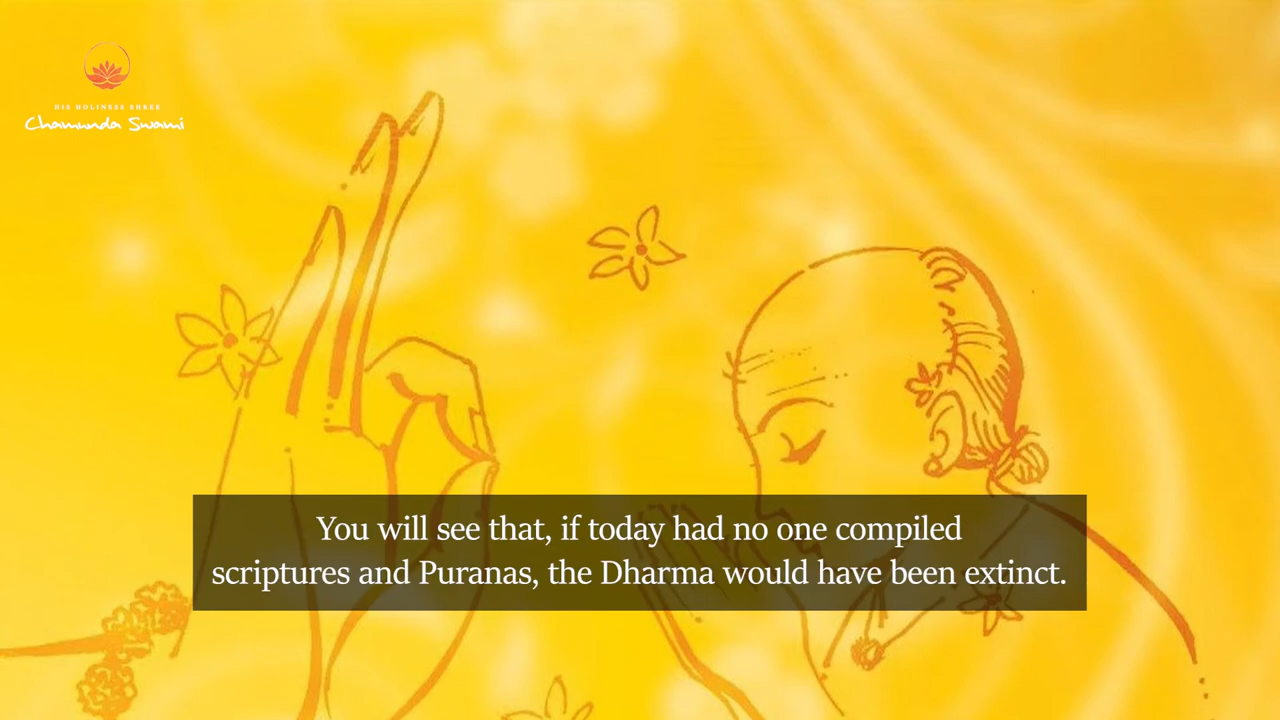 HIS HOLINESS SHREE
Chamunda Swami
You will see that, if today had no one compiled
scriptures and Puranas, the Dharma would have been extinct.